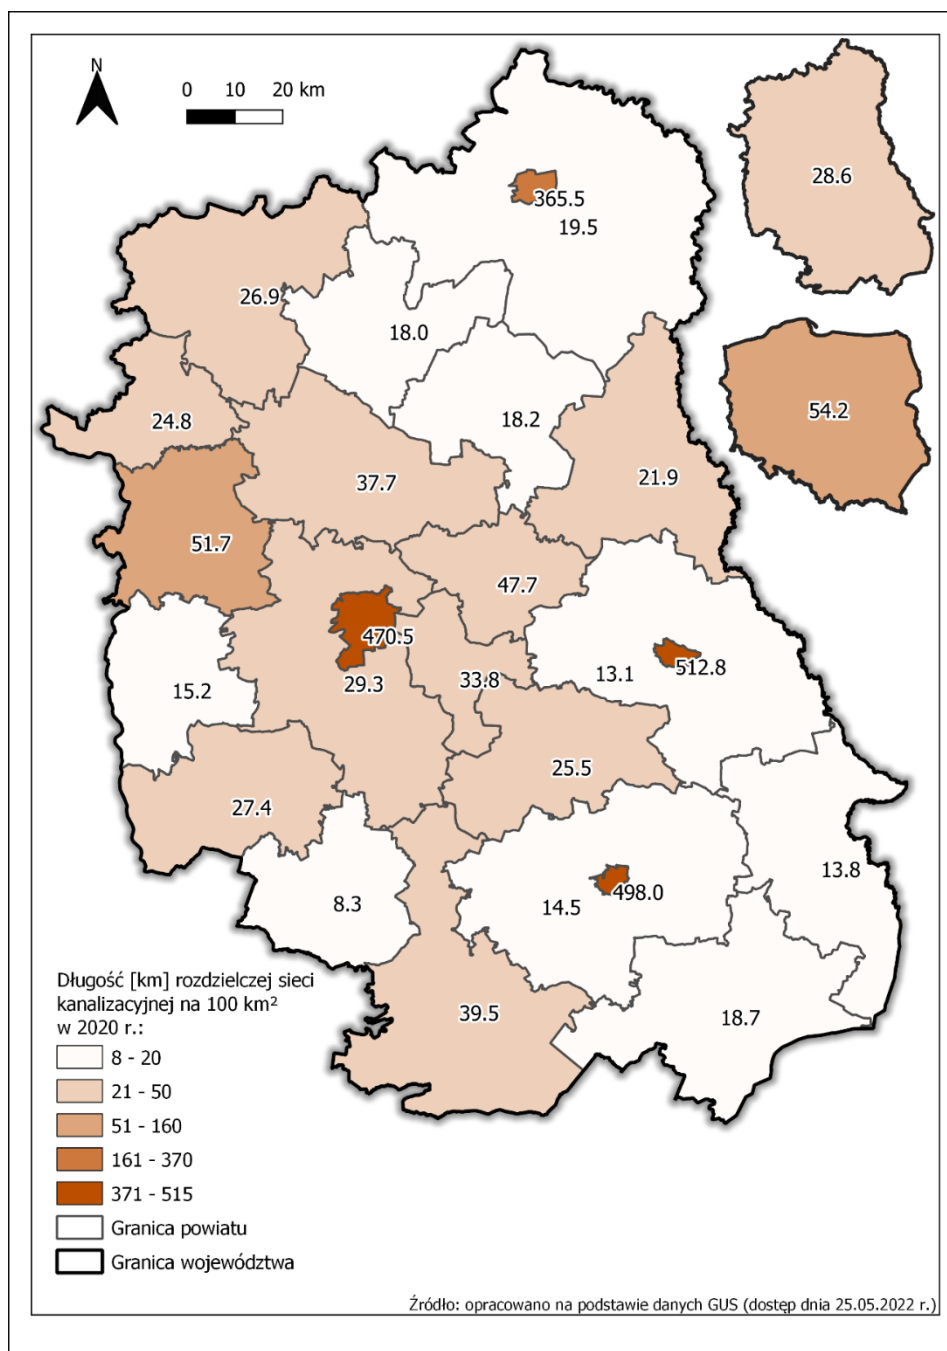 N
0 10 20 km
28.6
365.5
19.5
26.9
18.0
54.2
24.8
18.2
37.7
21.9
51.7
47.7
470.5
512.8
13.1
33.8
29.3
15.2
25.5
27.4
13.8
498.0
14.5
8.3
39.5
18.7
Długość [km] rozdzielczej sieci
kanalizacyjnej na 100 km²
w 2020 r.:
8 - 20
21 - 50
51 - 160
161 - 370
371 - 515
Granica powiatu
Granica województwa
Źródło: opracowano na podstawie danych GUS (dostęp dnia 25.05.2022 r.)